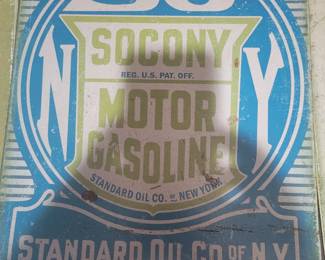 SOCONY
REG. U.S. PAT. OFF.
N Y
MOTOR
GASOLINE
STANDARD OIL CO. OF NEW YORK
STANDARD OIL CO. OF N.Y.